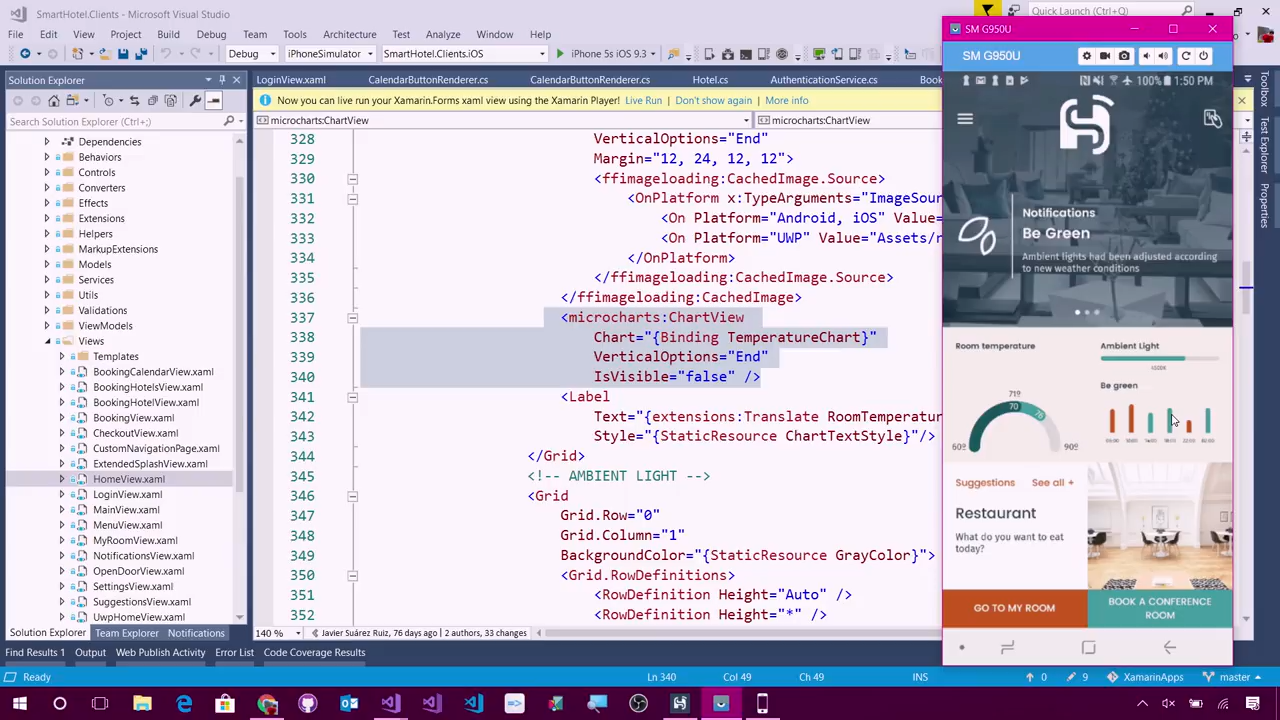 SmartHotel.Clients - Microsoft Visual Studio
Quick Launch (Ctrl+Q)
File Edit View Project Build Debug Team Tools Architecture Test Analyze Window Help
Debug iPhoneSimulator SmartHotel.Clients.iOS iPhone 5s iOS 9.3
Solution Explorer
Search Solution Explorer (Ctrl+;)
Dependencies
Behaviors
Controls
Converters
Effects
Extensions
Helpers
MarkupExtensions
Models
Services
Utils
Validations
ViewModels
Views
Templates
BookingCalendarView.xaml
BookingHotelsView.xaml
BookingHotelView.xaml
BookingView.xaml
CheckoutView.xaml
CustomNavigationPage.xaml
ExtendedSplashView.xaml
HomeView.xaml
LoginView.xaml
MainView.xaml
MenuView.xaml
MyRoomView.xaml
NotificationsView.xaml
OpenDoorView.xaml
SettingsView.xaml
SuggestionsView.xaml
UwpHomeView.xaml
Solution Explorer Team Explorer Notifications
LoginView.xaml CalendarButtonRenderer.cs CalendarButtonRenderer.cs Hotel.cs AuthenticationService.cs Book
Now you can live run your Xamarin.Forms xaml view using the Xamarin Player! Live Run Don't show again More info
microcharts:ChartView microcharts:ChartView
328 VerticalOptions="End"
329 Margin="12, 24, 12, 12">
330 <ffimageloading:CachedImage.Source>
331 <OnPlatform x:TypeArguments="ImageSour
332 <On Platform="Android, iOS" Value=
333 <On Platform="UWP" Value="Assets/n
334 </OnPlatform>
335 </ffimageloading:CachedImage.Source>
336 </ffimageloading:CachedImage>
337 <microcharts:ChartView
338 Chart="{Binding TemperatureChart}"
339 VerticalOptions="End"
340 IsVisible="false" />
341 <Label
342 Text="{extensions:Translate RoomTemperatur
343 Style="{StaticResource ChartTextStyle}"/>
344 </Grid>
345 <!-- AMBIENT LIGHT -->
346 <Grid
347 Grid.Row="0"
348 Grid.Column="1"
349 BackgroundColor="{StaticResource GrayColor}">
350 <Grid.RowDefinitions>
351 <RowDefinition Height="Auto" />
352 <RowDefinition Height="*" />
140 % Javier Suárez Ruiz, 76 days ago | 2 authors, 33 changes
Find Results 1 Output Web Publish Activity Error List Code Coverage Results
Ready Ln 340 Col 49 Ch 49 INS 0 9 XamarinApps master
Toolbox
Test Explorer
Properties
SM G950U
SM G950U
100% 1:50 PM
Notifications
Be Green
Ambient lights had been adjusted according
to new weather conditions
Room temperature
71º
70
60º 90º
Ambient Light
Be green
Suggestions See all +
Restaurant
What do you want to eat
today?
GO TO MY ROOM
BOOK A CONFERENCE
ROOM